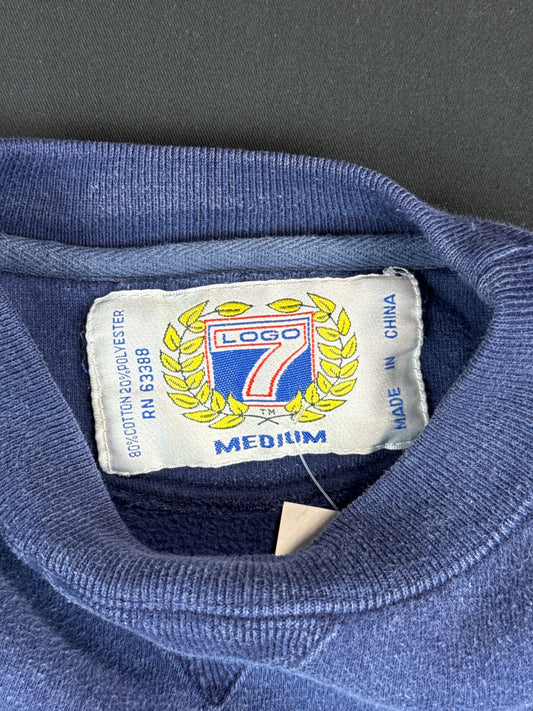 80% COTTON 20% POLYESTER
RN 63388
LOGO
7
TM
MEDIUM
MADE IN CHINA